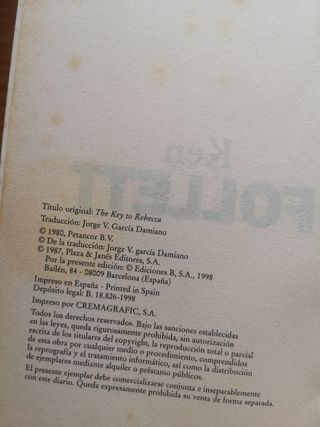 Ken
FOLLETT
Título original: The Key to Rebecca
Traducción: Jorge V. García Damiano
© 1980, Petancor B.V.
© De la traducción: Jorge V. garcía Damiano
© 1987, Plaza & Janés Editores, S.A.
Por la presente edición: © Ediciones B, S.A., 1998
Bailén, 84 - 08009 Barcelona (España)
Impreso en España - Printed in Spain
Depósito legal: B. 18.826-1998
Impreso por CREMAGRAFIC, S.A.
Todos los derechos reservados. Bajo las sanciones establecidas
en las leyes, queda rigurosamente prohibida, sin autorización
escrita de los titulares del copyright, la reproducción total o parcial
de esta obra por cualquier medio o procedimiento, comprendidos
la reprografía y el tratamiento informático, así como la distribución
de ejemplares mediante alquiler o préstamo públicos.
El presente ejemplar debe comercializarse conjunta e inseparablemente
con este diario. Queda expresamente prohibida su venta de forma separada.